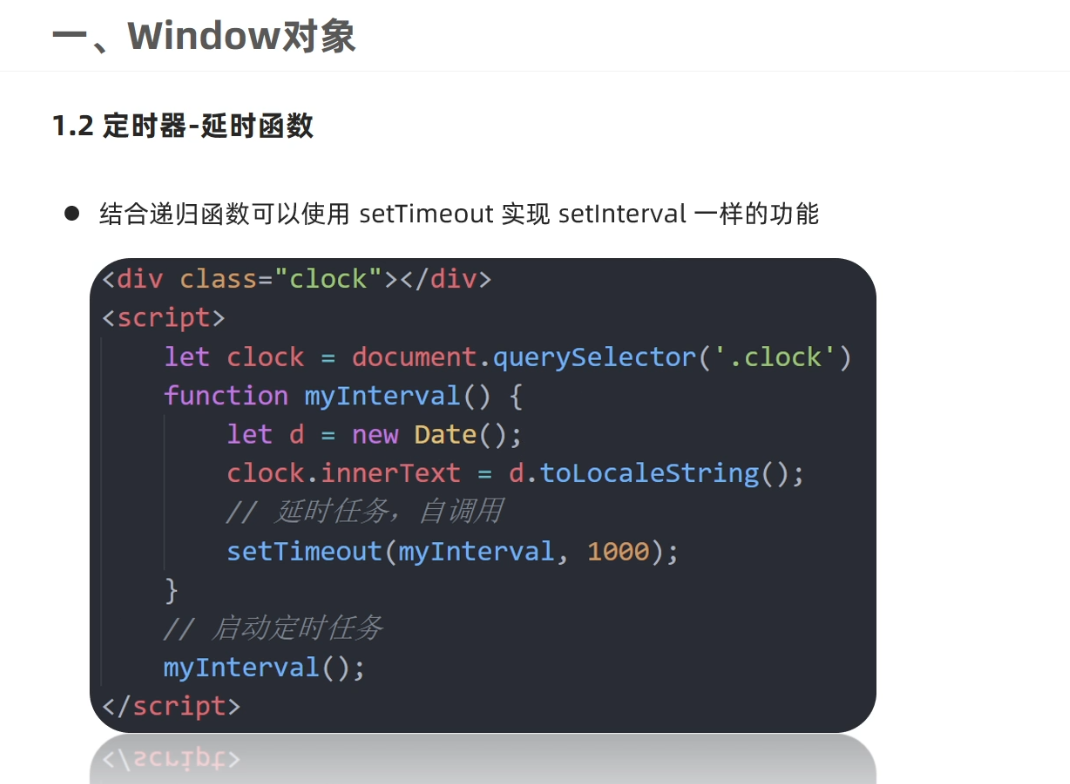 一、Window对象
1.2 定时器-延时函数
● 结合递归函数可以使用 setTimeout 实现 setInterval 一样的功能
<div class="clock"></div>
<script>
    let clock = document.querySelector('.clock')
    function myInterval() {
        let d = new Date();
        clock.innerText = d.toLocaleString();
        // 延时任务，自调用
        setTimeout(myInterval, 1000);
    }
    // 启动定时任务
    myInterval();
</script>